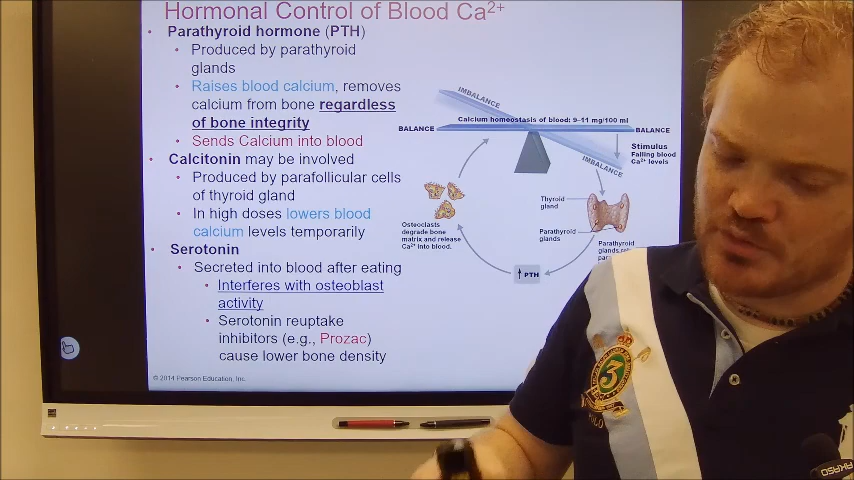 Hormonal Control of Blood Ca2+
• Parathyroid hormone (PTH)
• Produced by parathyroid
glands
• Raises blood calcium, removes
calcium from bone regardless
of bone integrity
• Sends Calcium into blood
• Calcitonin may be involved
• Produced by parafollicular cells
of thyroid gland
• In high doses lowers blood
calcium levels temporarily
• Serotonin
• Secreted into blood after eating
• Interferes with osteoblast
activity
• Serotonin reuptake
inhibitors (e.g., Prozac)
cause lower bone density
© 2014 Pearson Education, Inc.
IMBALANCE
Calcium homeostasis of blood: 9–11 mg/100 ml
BALANCE
BALANCE
IMBALANCE
Stimulus
Falling blood
Ca2+ levels
Thyroid
gland
Parathyroid
glands
Parathyroid
glands
Osteoclasts
degrade bone
matrix and release
Ca2+ into blood.
↑ PTH
3
POLO
AKASO